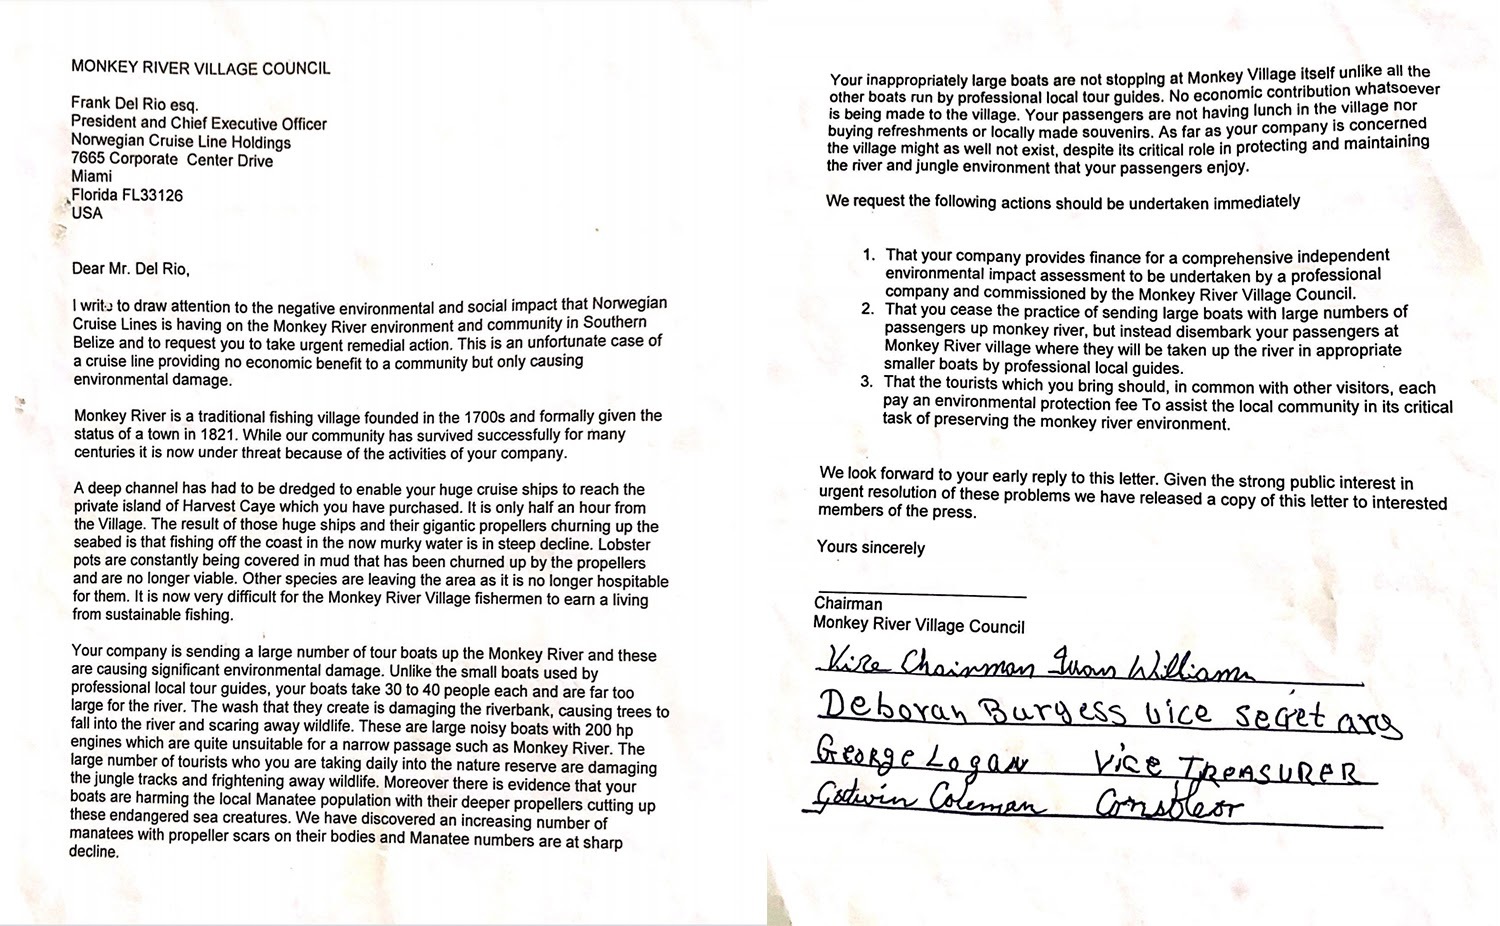 MONKEY RIVER VILLAGE COUNCIL
Frank Del Rio esq.
President and Chief Executive Officer
Norwegian Cruise Line Holdings
7665 Corporate Center Drive
Miami
Florida FL33126
USA
Dear Mr. Del Rio,
I write to draw attention to the negative environmental and social impact that Norwegian
Cruise Lines is having on the Monkey River environment and community in Southern
Belize and to request you to take urgent remedial action. This is an unfortunate case of
a cruise line providing no economic benefit to a community but only causing
environmental damage.
Monkey River is a traditional fishing village founded in the 1700s and formally given the
status of a town in 1821. While our community has survived successfully for many
centuries it is now under threat because of the activities of your company.
A deep channel has had to be dredged to enable your huge cruise ships to reach the
private island of Harvest Caye which you have purchased. It is only half an hour from
the Village. The result of those huge ships and their gigantic propellers churning up the
seabed is that fishing off the coast in the now murky water is in steep decline. Lobster
pots are constantly being covered in mud that has been churned up by the propellers
and are no longer viable. Other species are leaving the area as it is no longer hospitable
for them. It is now very difficult for the Monkey River Village fishermen to earn a living
from sustainable fishing.
Your company is sending a large number of tour boats up the Monkey River and these
are causing significant environmental damage. Unlike the small boats used by
professional local tour guides, your boats take 30 to 40 people each and are far too
large for the river. The wash that they create is damaging the riverbank, causing trees to
fall into the river and scaring away wildlife. These are large noisy boats with 200 hp
engines which are quite unsuitable for a narrow passage such as Monkey River. The
large number of tourists who you are taking daily into the nature reserve are damaging
the jungle tracks and frightening away wildlife. Moreover there is evidence that your
boats are harming the local Manatee population with their deeper propellers cutting up
these endangered sea creatures. We have discovered an increasing number of
manatees with propeller scars on their bodies and Manatee numbers are at sharp
decline.
Your inappropriately large boats are not stopping at Monkey Village itself unlike all the
other boats run by professional local tour guides. No economic contribution whatsoever
is being made to the village. Your passengers are not having lunch in the village nor
buying refreshments or locally made souvenirs. As far as your company is concerned
the village might as well not exist, despite its critical role in protecting and maintaining
the river and jungle environment that your passengers enjoy.
We request the following actions should be undertaken immediately
1. That your company provides finance for a comprehensive independent
environmental impact assessment to be undertaken by a professional
company and commissioned by the Monkey River Village Council.
2. That you cease the practice of sending large boats with large numbers of
passengers up monkey river, but instead disembark your passengers at
Monkey River village where they will be taken up the river in appropriate
smaller boats by professional local guides.
3. That the tourists which you bring should, in common with other visitors, each
pay an environmental protection fee To assist the local community in its critical
task of preserving the monkey river environment.
We look forward to your early reply to this letter. Given the strong public interest in
urgent resolution of these problems we have released a copy of this letter to interested
members of the press.
Yours sincerely
Chairman
Monkey River Village Council
Vice Chairman Ivan Williams
Deborah Burgess vice secretary
George Logan Vice TREASURER
Godwin Coleman